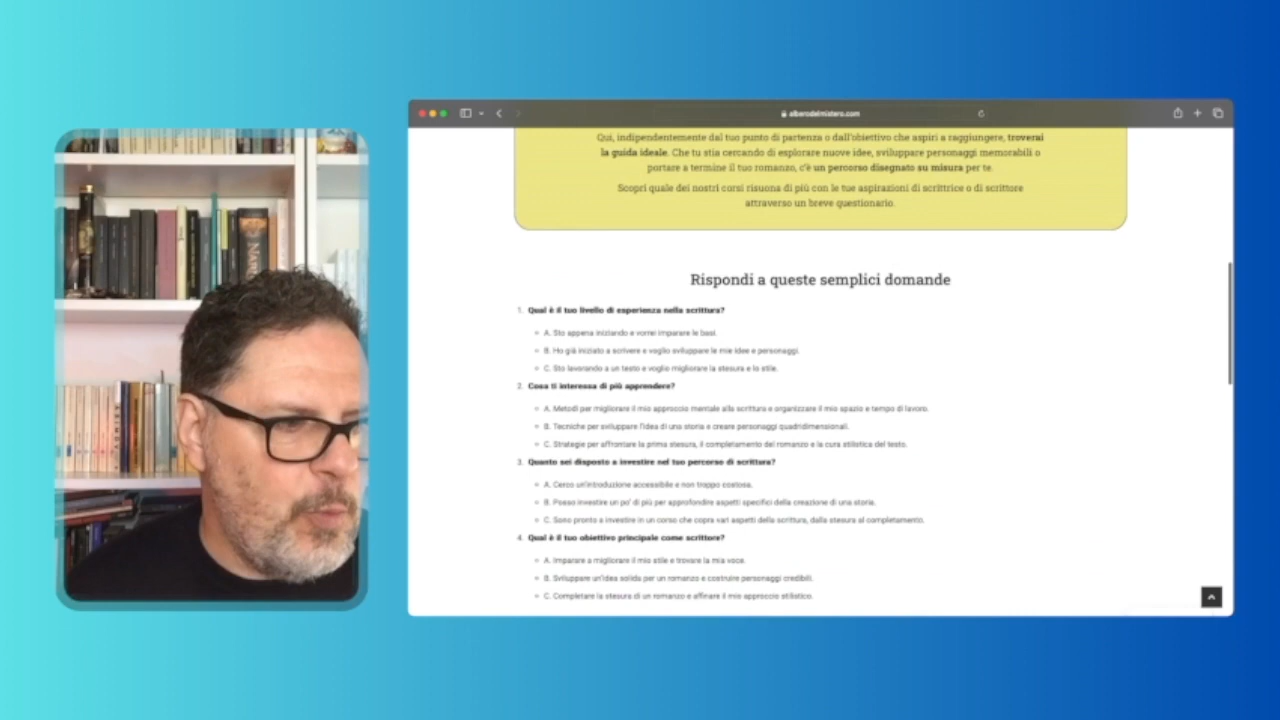 alberodelmistero.com
Qui, indipendentemente dal tuo punto di partenza o dall'obiettivo che aspiri a raggiungere, troverai
la guida ideale. Che tu stia cercando di esplorare nuove idee, sviluppare personaggi memorabili o
portare a termine il tuo romanzo, c'è un percorso disegnato su misura per te.
Scopri quale dei nostri corsi risuona di più con le tue aspirazioni di scrittrice o di scrittore
attraverso un breve questionario.
Rispondi a queste semplici domande
1. Qual è il tuo livello di esperienza nella scrittura?
A. Sto appena iniziando e vorrei imparare le basi.
B. Ho già iniziato a scrivere e voglio sviluppare le mie idee e personaggi.
C. Sto lavorando a un testo e voglio migliorare la stesura e lo stile.
2. Cosa ti interessa di più apprendere?
A. Metodi per migliorare il mio approccio mentale alla scrittura e organizzare il mio spazio e tempo di lavoro.
B. Tecniche per sviluppare l'idea di una storia e creare personaggi quadridimensionali.
C. Strategie per affrontare la prima stesura, il completamento del romanzo e la cura stilistica del testo.
3. Quanto sei disposto a investire nel tuo percorso di scrittura?
A. Cerco un'introduzione accessibile e non troppo costosa.
B. Posso investire un po' di più per approfondire aspetti specifici della creazione di una storia.
C. Sono pronto a investire in un corso che copra vari aspetti della scrittura, dalla stesura al completamento.
4. Qual è il tuo obiettivo principale come scrittore?
A. Imparare a migliorare il mio stile e trovare la mia voce.
B. Sviluppare un'idea solida per un romanzo e costruire personaggi credibili.
C. Completare la stesura di un romanzo e affinare il mio approccio stilistico.